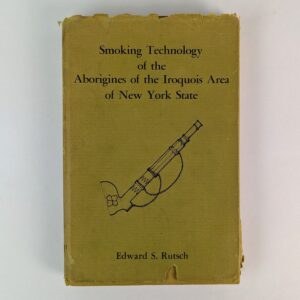 Smoking Technology
of the
Aborigines of the Iroquois Area
of New York State
Edward S. Rutsch